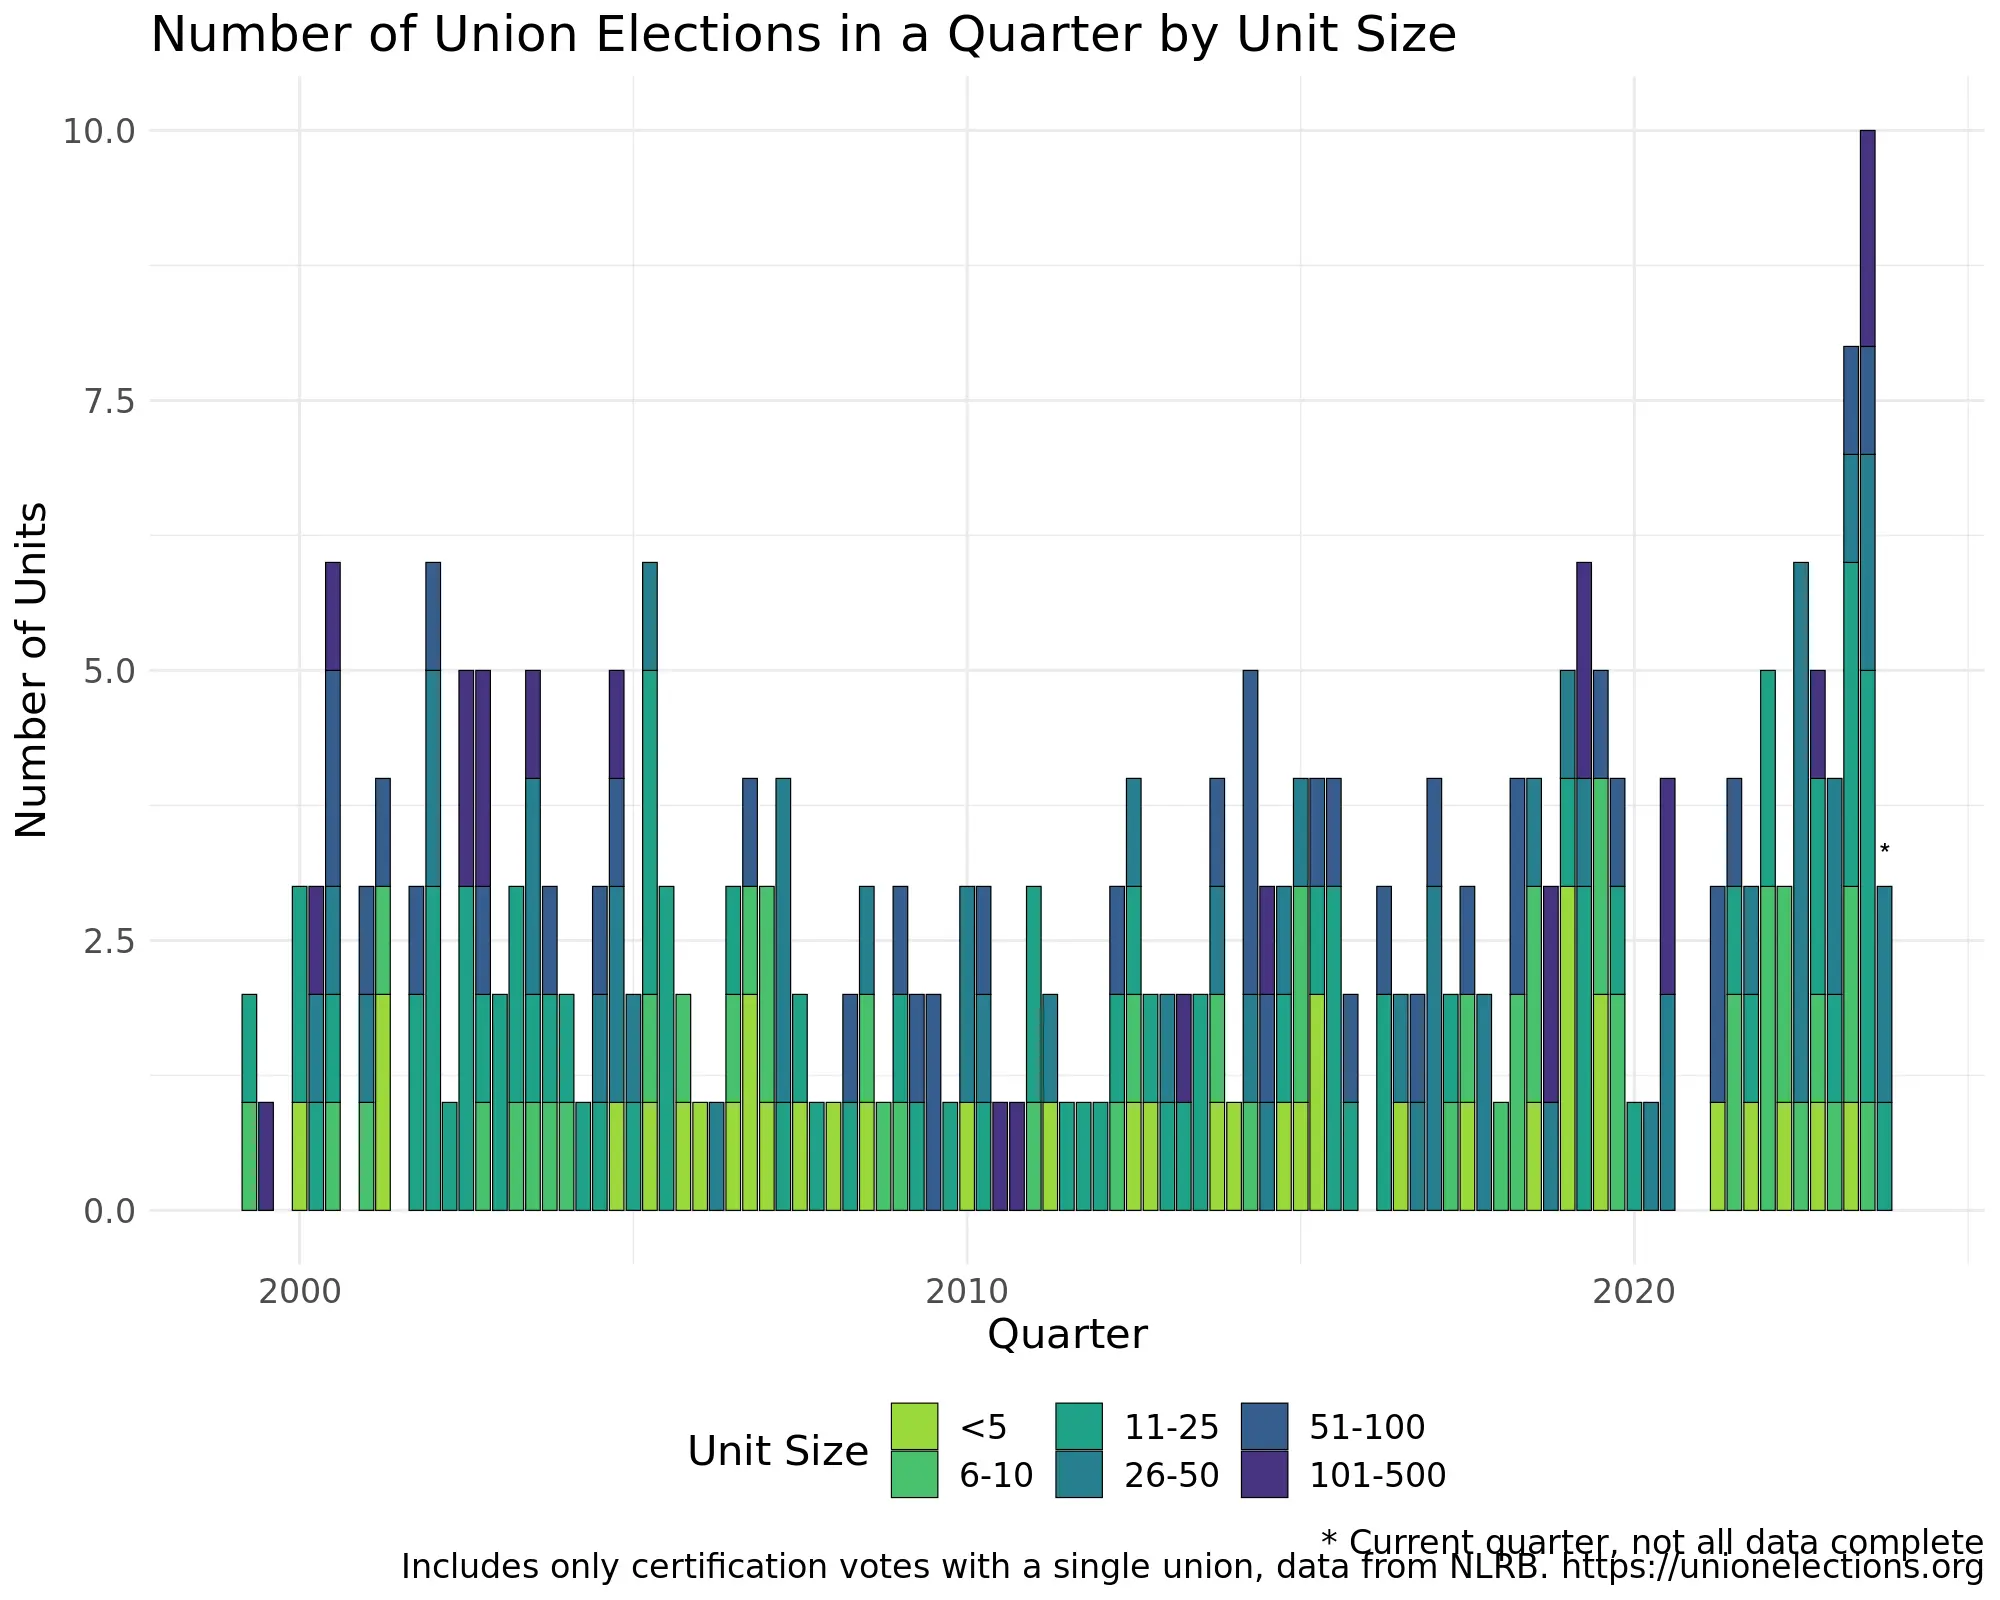 Number of Union Elections in a Quarter by Unit Size
10.0
7.5
5.0
2.5
0.0
Number of Units
*
2000 2010 2020
Quarter
Unit Size
<5 11-25 51-100
6-10 26-50 101-500
* Current quarter, not all data complete
Includes only certification votes with a single union, data from NLRB. https://unionelections.org